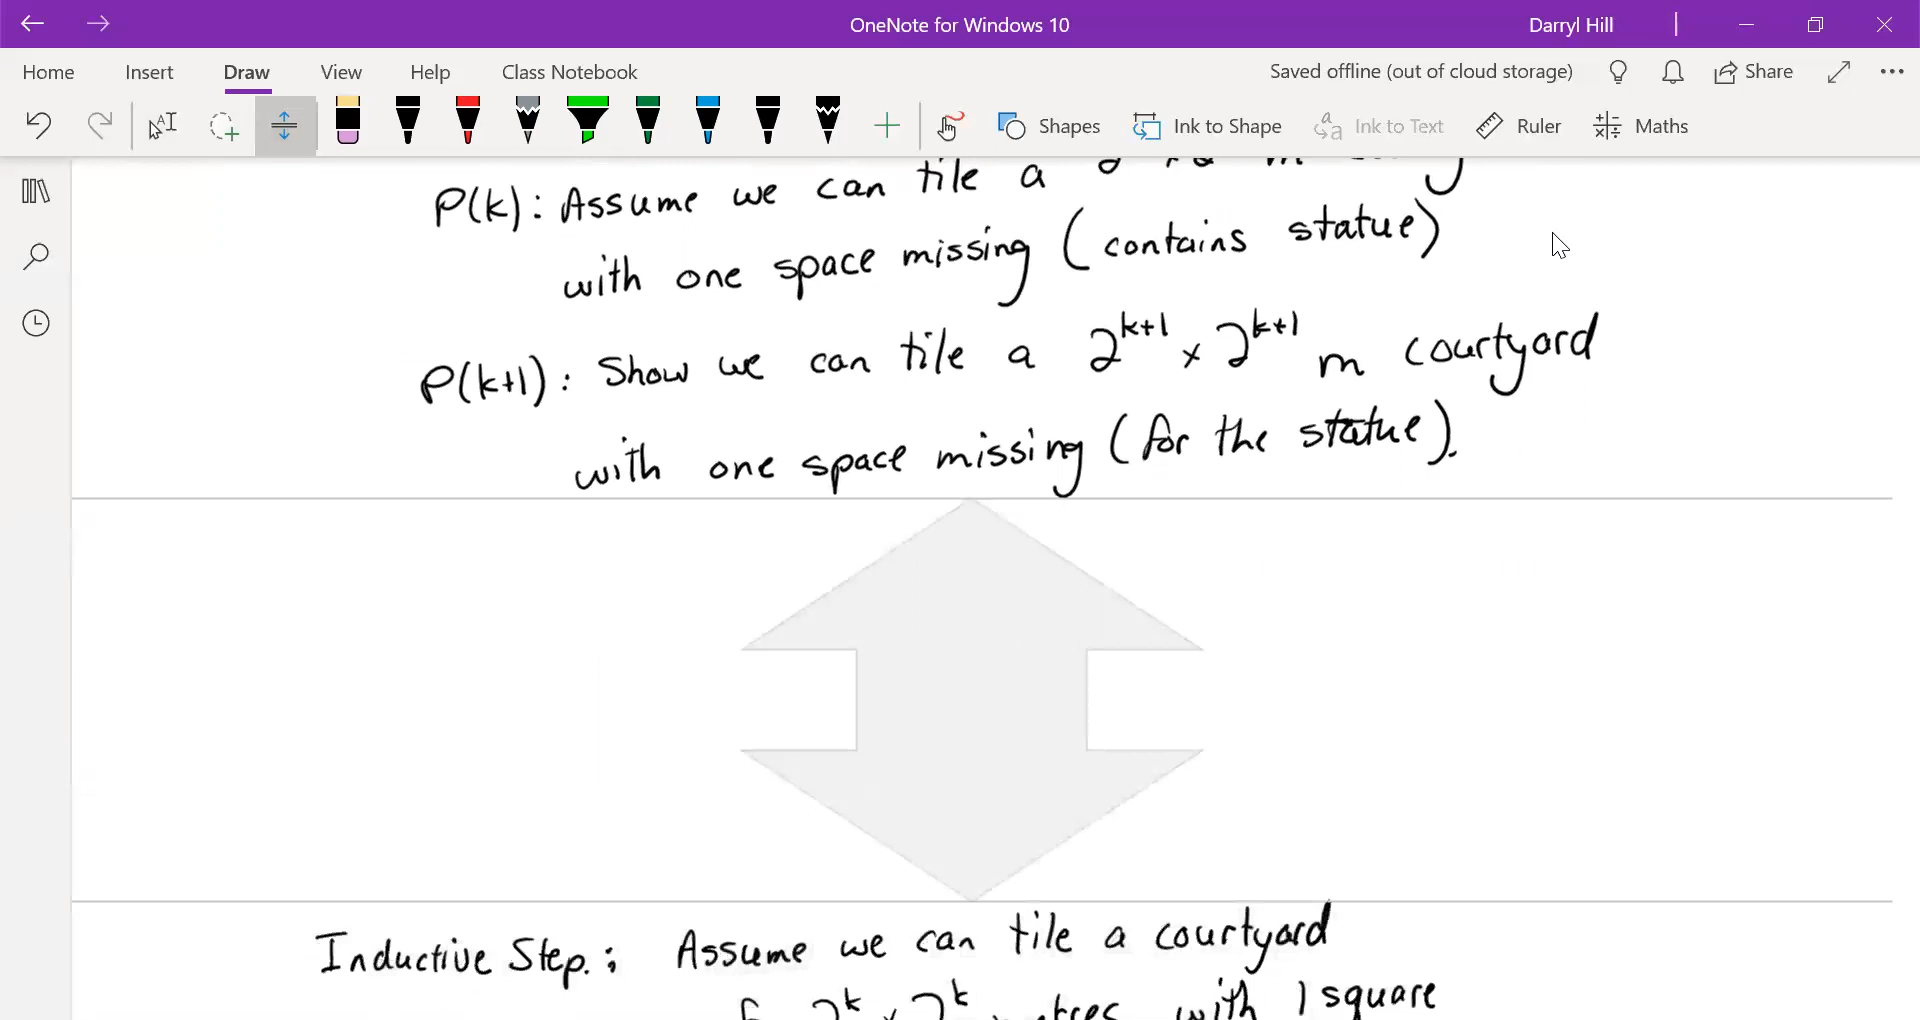 OneNote for Windows 10
Darryl Hill
Home Insert Draw View Help Class Notebook
Saved offline (out of cloud storage) Share
Shapes Ink to Shape Ink to Text Ruler Maths
P(k): Assume we can tile a
with one space missing (contains statue)
P(k+1): Show we can tile a 2^{k+1} × 2^{k+1} m courtyard
with one space missing (for the statue).
Inductive Step.: Assume we can tile a courtyard
2^k × 2^k with 1 square